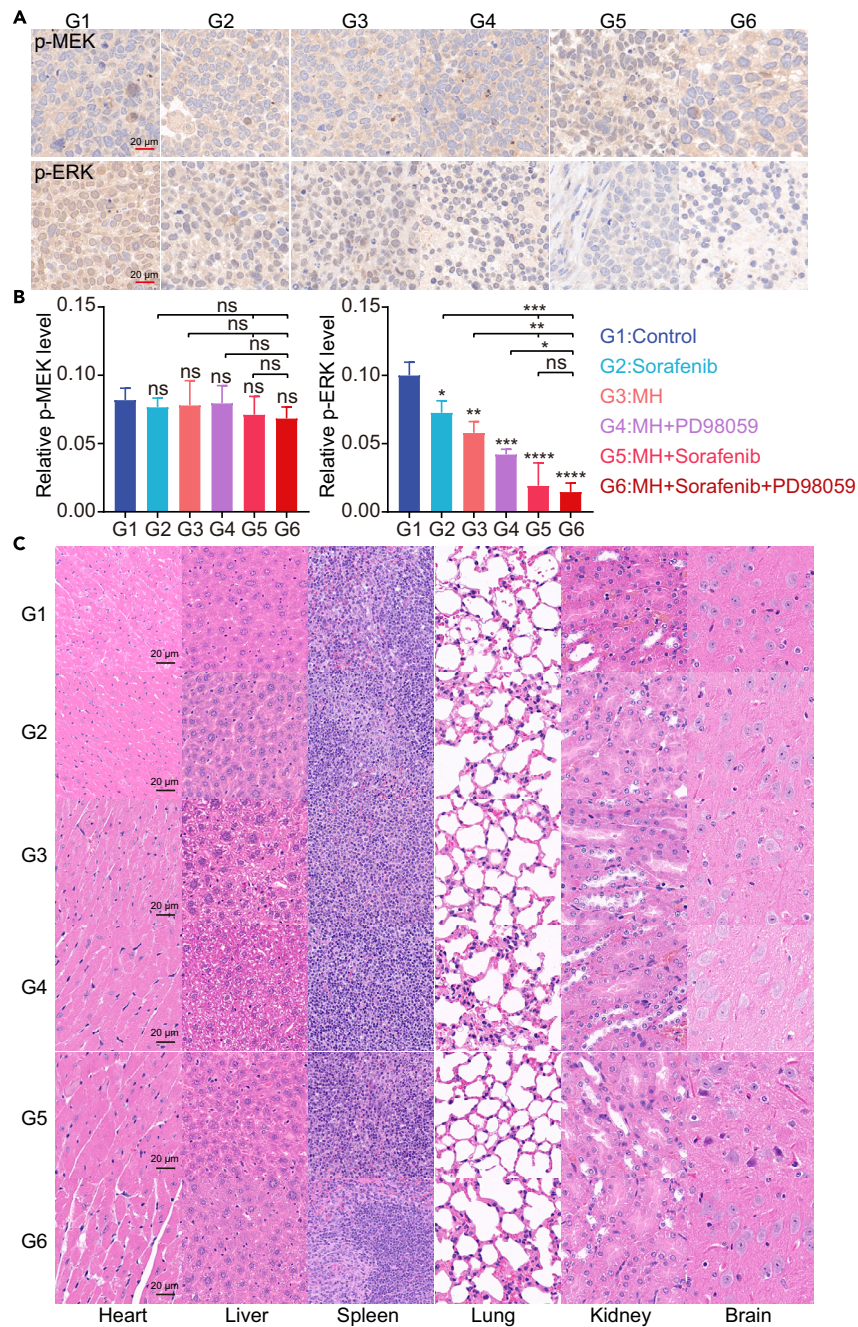 A
G1 G2 G3 G4 G5 G6
p-MEK
20 μm
p-ERK
20 μm
B
Relative p-MEK level
0.15
0.10
0.05
0.00
ns
ns
ns
ns
ns ns ns ns ns
G1 G2 G3 G4 G5 G6
Relative p-ERK level
0.15
0.10
0.05
0.00
***
**
*
ns
* ** *** **** ****
G1 G2 G3 G4 G5 G6
G1:Control
G2:Sorafenib
G3:MH
G4:MH+PD98059
G5:MH+Sorafenib
G6:MH+Sorafenib+PD98059
C
G1
20 μm
G2
20 μm
G3
20 μm
G4
20 μm
G5
20 μm
G6
20 μm
Heart Liver Spleen Lung Kidney Brain